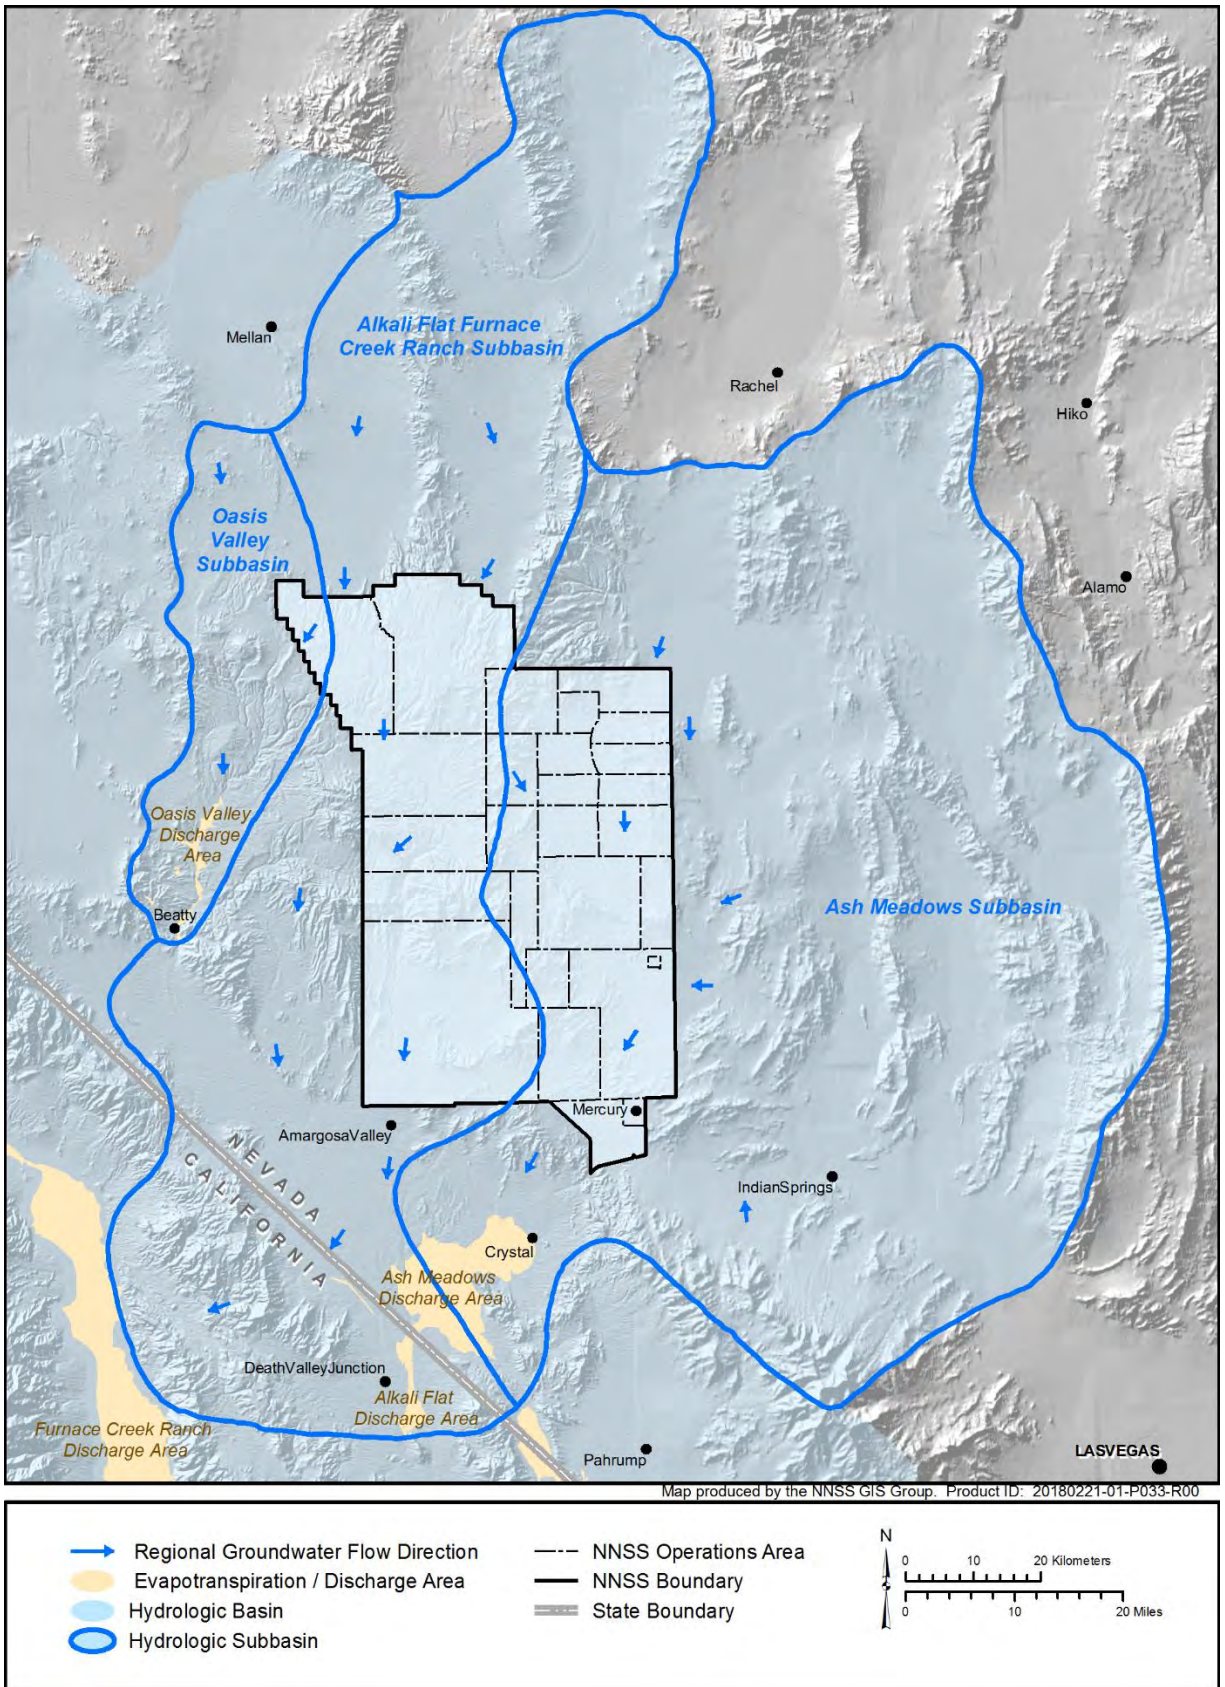 Mellan
Alkali Flat Furnace
Creek Ranch Subbasin
Rachel
Hiko
Oasis
Valley
Subbasin
Alamo
Oasis Valley
Discharge
Area
Beatty
Ash Meadows Subbasin
Mercury
AmargosaValley
NEVADA
CALIFORNIA
IndianSprings
Crystal
Ash Meadows
Discharge Area
DeathValleyJunction
Alkali Flat
Discharge Area
Furnace Creek Ranch
Discharge Area
Pahrump
LASVEGAS
Map produced by the NNSS GIS Group. Product ID: 20180221-01-P033-R00
Regional Groundwater Flow Direction
Evapotranspiration / Discharge Area
Hydrologic Basin
Hydrologic Subbasin
NNSS Operations Area
NNSS Boundary
State Boundary
N
0 10 20 Kilometers
0 10 20 Miles